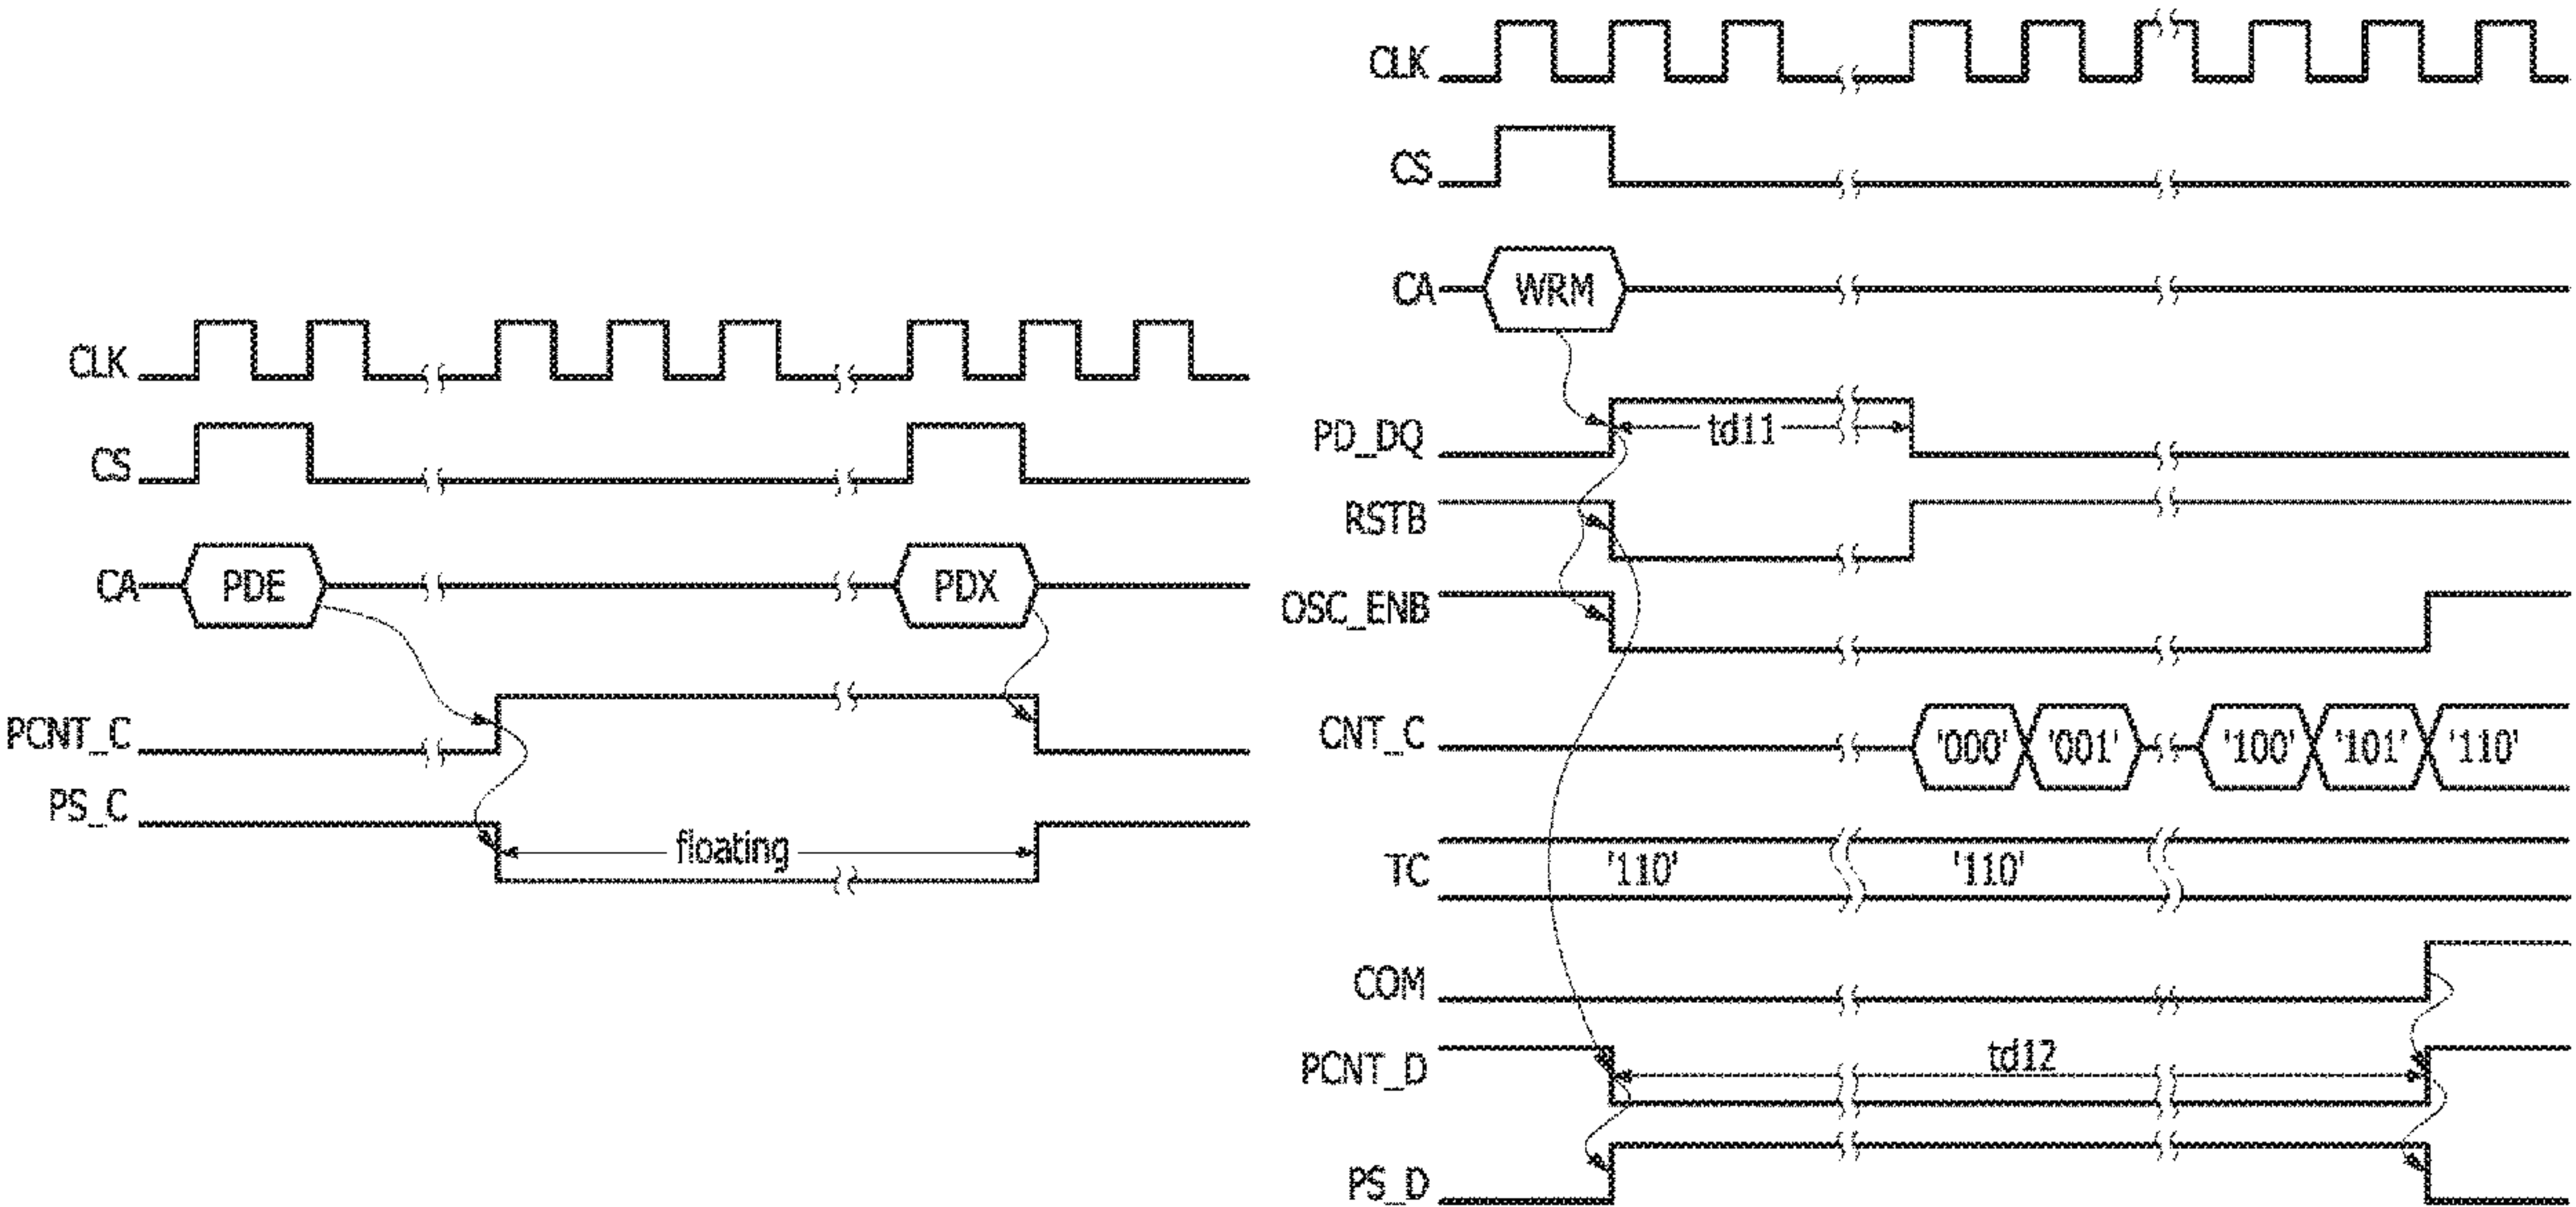 CLK
CS
CA PDE PDX
PCNT_C
PS_C floating
CLK
CS
CA WRM
PD_DQ td11
RSTB
OSC_ENB
CNT_C '000' '001' '100' '101' '110'
TC '110' '110'
COM
PCNT_D td12
PS_D